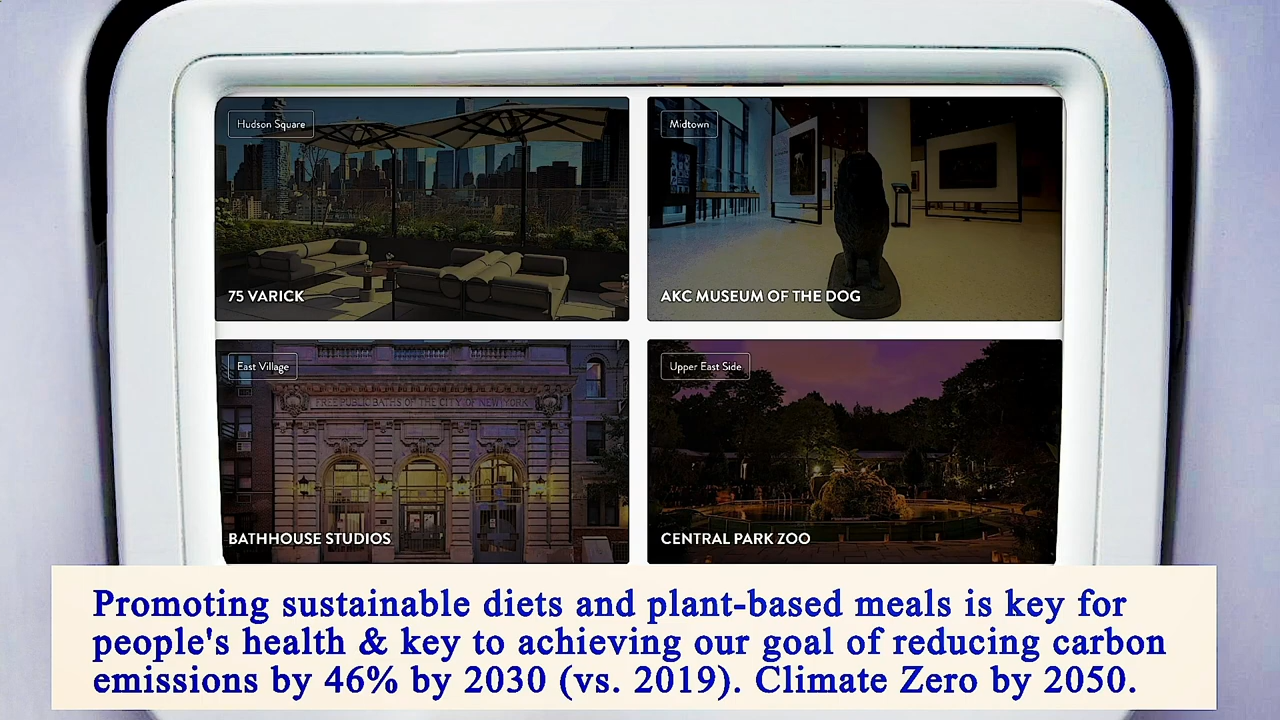 Hudson Square
75 VARICK
Midtown
AKC MUSEUM OF THE DOG
East Village
FREE PUBLIC BATHS OF THE CITY OF NEW YORK
BATHHOUSE STUDIOS
Upper East Side
CENTRAL PARK ZOO
Promoting sustainable diets and plant-based meals is key for
people's health & key to achieving our goal of reducing carbon
emissions by 46% by 2030 (vs. 2019). Climate Zero by 2050.